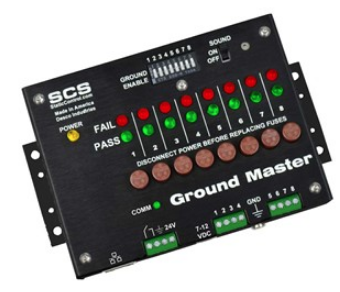 SCS
StaticControl.com
Made in America
Desco Industries
POWER
1 2 3 4 5 6 7 8
GROUND
ENABLE
SOUND
ON
OFF
FAIL
PASS
1 2 3 4 5 6 7 8
DISCONNECT POWER BEFORE REPLACING FUSES
Ground Master
COMM
24V
7-12
VDC
1 2 3 4
GND
5 6 7 8